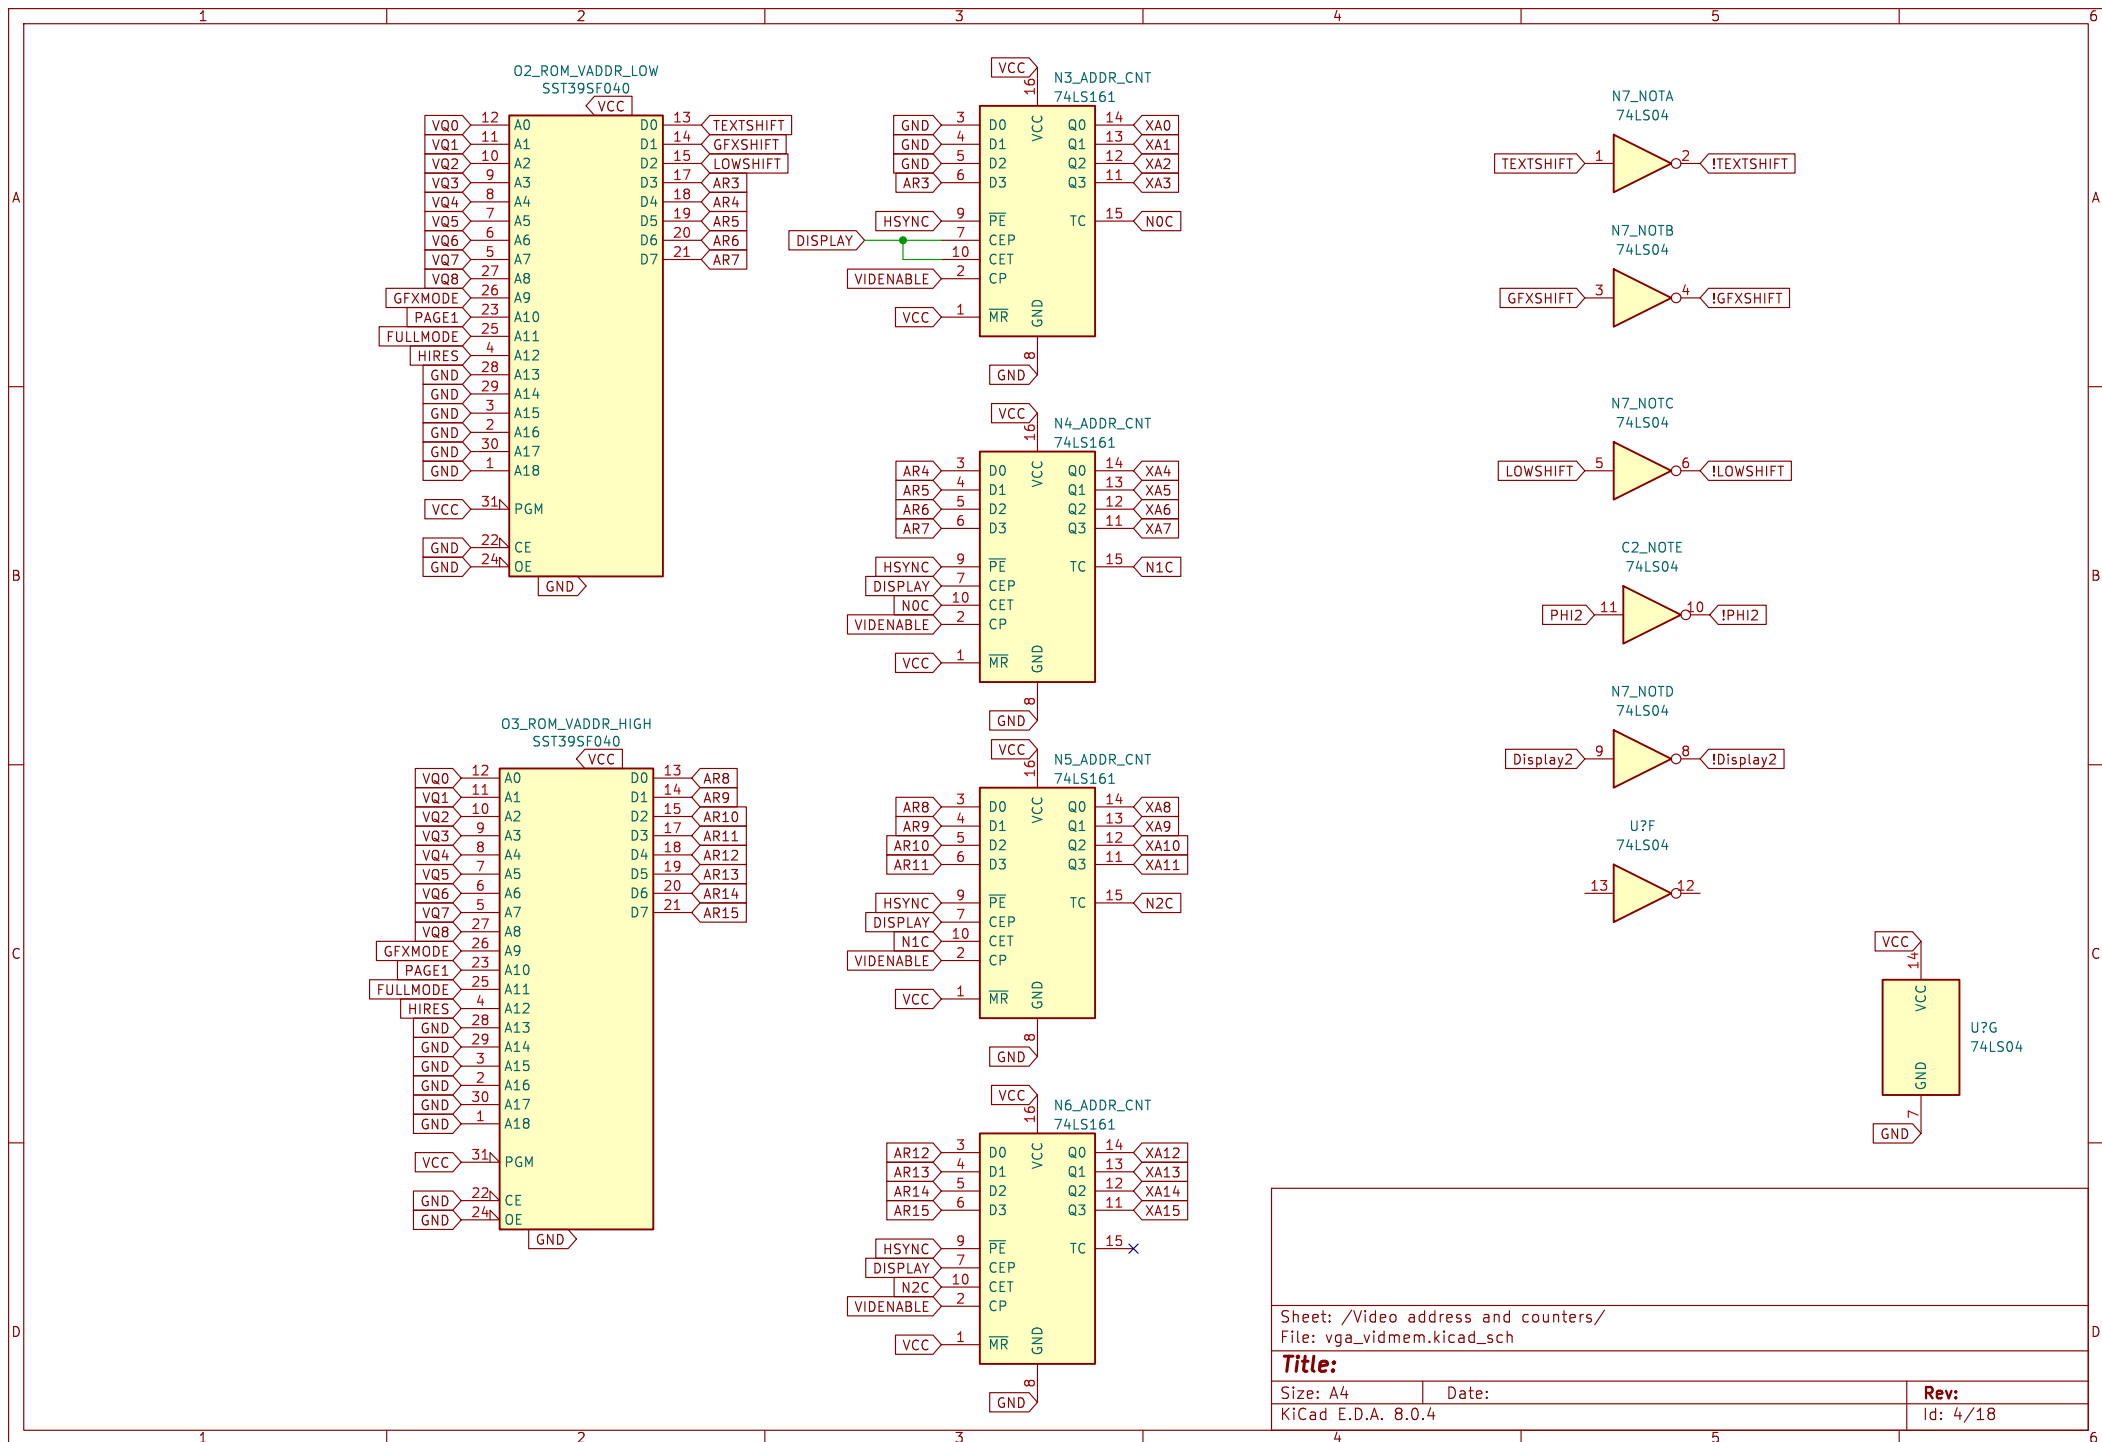 1 2 3 4 5 6
A
B
C
D
O2_ROM_VADDR_LOW
SST39SF040
VCC
VQ0 12 A0 D0 13 TEXTSHIFT
VQ1 11 A1 D1 14 GFXSHIFT
VQ2 10 A2 D2 15 LOWSHIFT
VQ3 9 A3 D3 17 AR3
VQ4 8 A4 D4 18 AR4
VQ5 7 A5 D5 19 AR5
VQ6 6 A6 D6 20 AR6
VQ7 5 A7 D7 21 AR7
VQ8 27 A8
GFXMODE 26 A9
PAGE1 23 A10
FULLMODE 25 A11
HIRES 4 A12
GND 28 A13
GND 29 A14
GND 3 A15
GND 2 A16
GND 30 A17
GND 1 A18
VCC 31 PGM
GND 22 CE
GND 24 OE
GND
O3_ROM_VADDR_HIGH
SST39SF040
VCC
VQ0 12 A0 D0 13 AR8
VQ1 11 A1 D1 14 AR9
VQ2 10 A2 D2 15 AR10
VQ3 9 A3 D3 17 AR11
VQ4 8 A4 D4 18 AR12
VQ5 7 A5 D5 19 AR13
VQ6 6 A6 D6 20 AR14
VQ7 5 A7 D7 21 AR15
VQ8 27 A8
GFXMODE 26 A9
PAGE1 23 A10
FULLMODE 25 A11
HIRES 4 A12
GND 28 A13
GND 29 A14
GND 3 A15
GND 2 A16
GND 30 A17
GND 1 A18
VCC 31 PGM
GND 22 CE
GND 24 OE
GND
VCC 16 VCC
N3_ADDR_CNT
74LS161
GND 3 D0 Q0 14 XA0
GND 4 D1 Q1 13 XA1
GND 5 D2 Q2 12 XA2
AR3 6 D3 Q3 11 XA3
HSYNC 9 PE TC 15 N0C
DISPLAY 7 CEP
10 CET
VIDENABLE 2 CP
VCC 1 MR
GND 8 GND
VCC 16 VCC
N4_ADDR_CNT
74LS161
AR4 3 D0 Q0 14 XA4
AR5 4 D1 Q1 13 XA5
AR6 5 D2 Q2 12 XA6
AR7 6 D3 Q3 11 XA7
HSYNC 9 PE TC 15 N1C
DISPLAY 7 CEP
N0C 10 CET
VIDENABLE 2 CP
VCC 1 MR
GND 8 GND
VCC 16 VCC
N5_ADDR_CNT
74LS161
AR8 3 D0 Q0 14 XA8
AR9 4 D1 Q1 13 XA9
AR10 5 D2 Q2 12 XA10
AR11 6 D3 Q3 11 XA11
HSYNC 9 PE TC 15 N2C
DISPLAY 7 CEP
N1C 10 CET
VIDENABLE 2 CP
VCC 1 MR
GND 8 GND
VCC 16 VCC
N6_ADDR_CNT
74LS161
AR12 3 D0 Q0 14 XA12
AR13 4 D1 Q1 13 XA13
AR14 5 D2 Q2 12 XA14
AR15 6 D3 Q3 11 XA15
HSYNC 9 PE TC 15
DISPLAY 7 CEP
N2C 10 CET
VIDENABLE 2 CP
VCC 1 MR
GND 8 GND
N7_NOTA
74LS04
TEXTSHIFT 1 2 !TEXTSHIFT
N7_NOTB
74LS04
GFXSHIFT 3 4 !GFXSHIFT
N7_NOTC
74LS04
LOWSHIFT 5 6 !LOWSHIFT
C2_NOTE
74LS04
PHI2 11 10 !PHI2
N7_NOTD
74LS04
Display2 9 8 !Display2
U?F
74LS04
13 12
VCC 14 VCC
U?G
74LS04
GND 7 GND
Sheet: /Video address and counters/
File: vga_vidmem.kicad_sch
Title:
Size: A4 Date: Rev:
KiCad E.D.A. 8.0.4 Id: 4/18
A
B
C
D
1 2 3 4 5 6